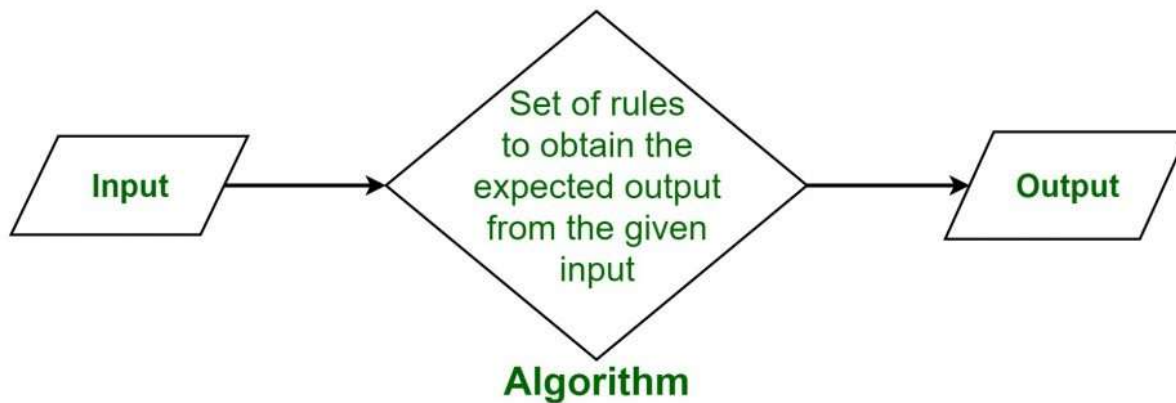 Input
Set of rules
to obtain the
expected output
from the given
input
Output
Algorithm